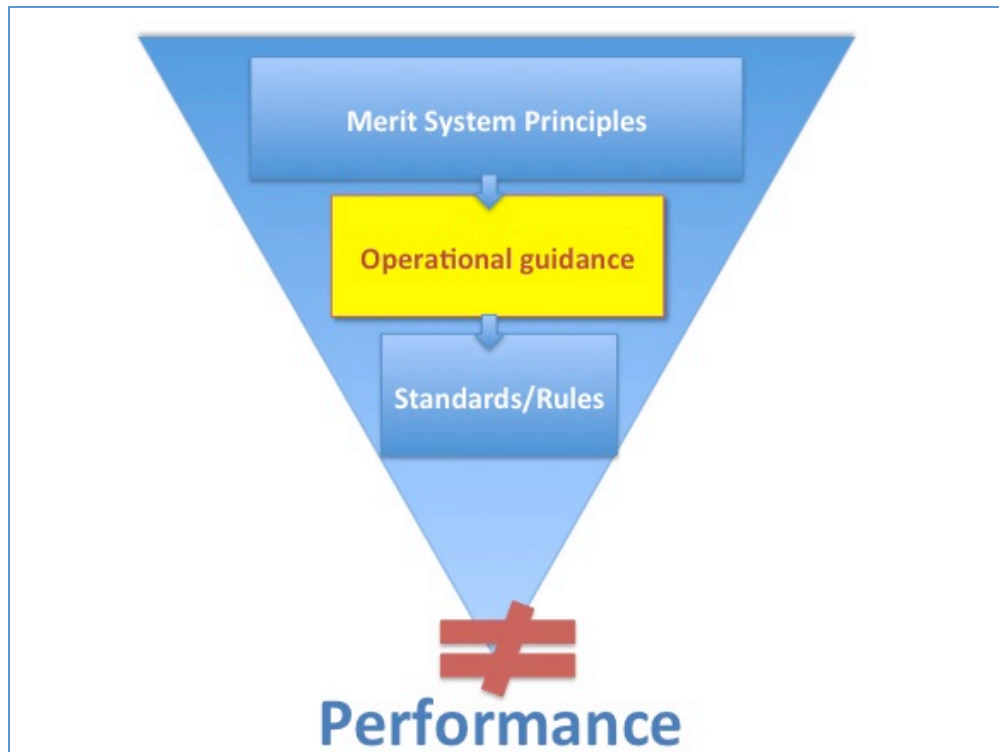 Merit System Principles
Operational guidance
Standards/Rules
≠
Performance